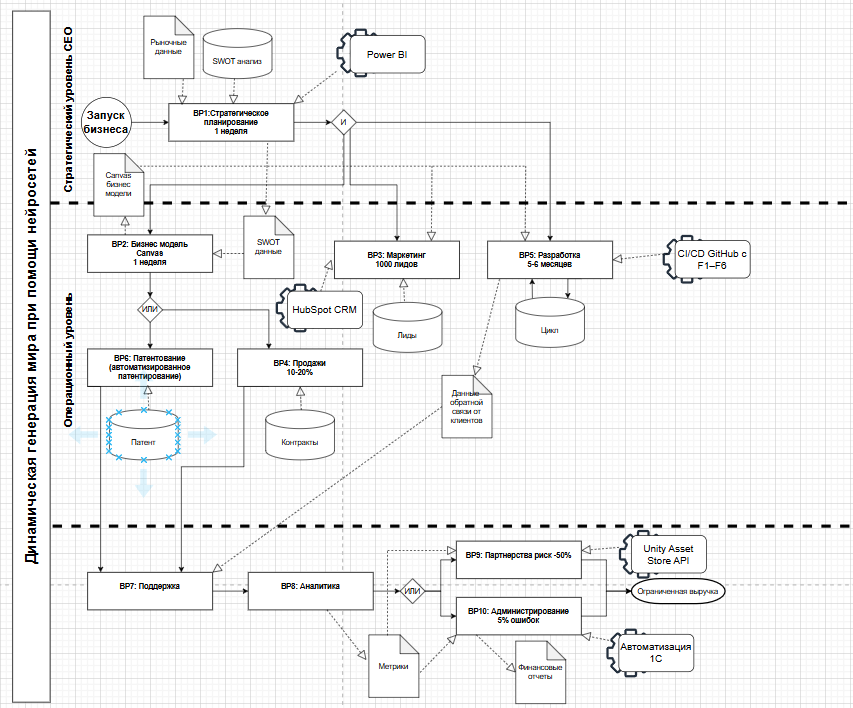 Динамическая генерация мира при помощи нейросетей
Стратегический уровень CEO
Рыночные
данные
SWOT анализ
Power BI
Запуск
бизнеса
BP1:Стратегическое
планирование
1 неделя
И
Canvas
бизнес
модели
Операционный уровень
BP2: Бизнес модель
Canvas
1 неделя
SWOT
данные
BP3: Маркетинг
1000 лидов
BP5: Разработка
5-6 месяцев
CI/CD GitHub с
F1–F6
HubSpot CRM
ИЛИ
Лиды
Цикл
BP6: Патентование
(автоматизированное
патентирование)
BP4: Продажи
10-20%
Данные
обратной
связи от
клиентов
Патент
Контракты
BP9: Партнерства риск -50%
Unity Asset
Store API
BP7: Поддержка
BP8: Аналитика
ИЛИ
Ограниченная выручка
BP10: Администрирование
5% ошибок
Автоматизация
1С
Метрики
Финансовые
отчеты